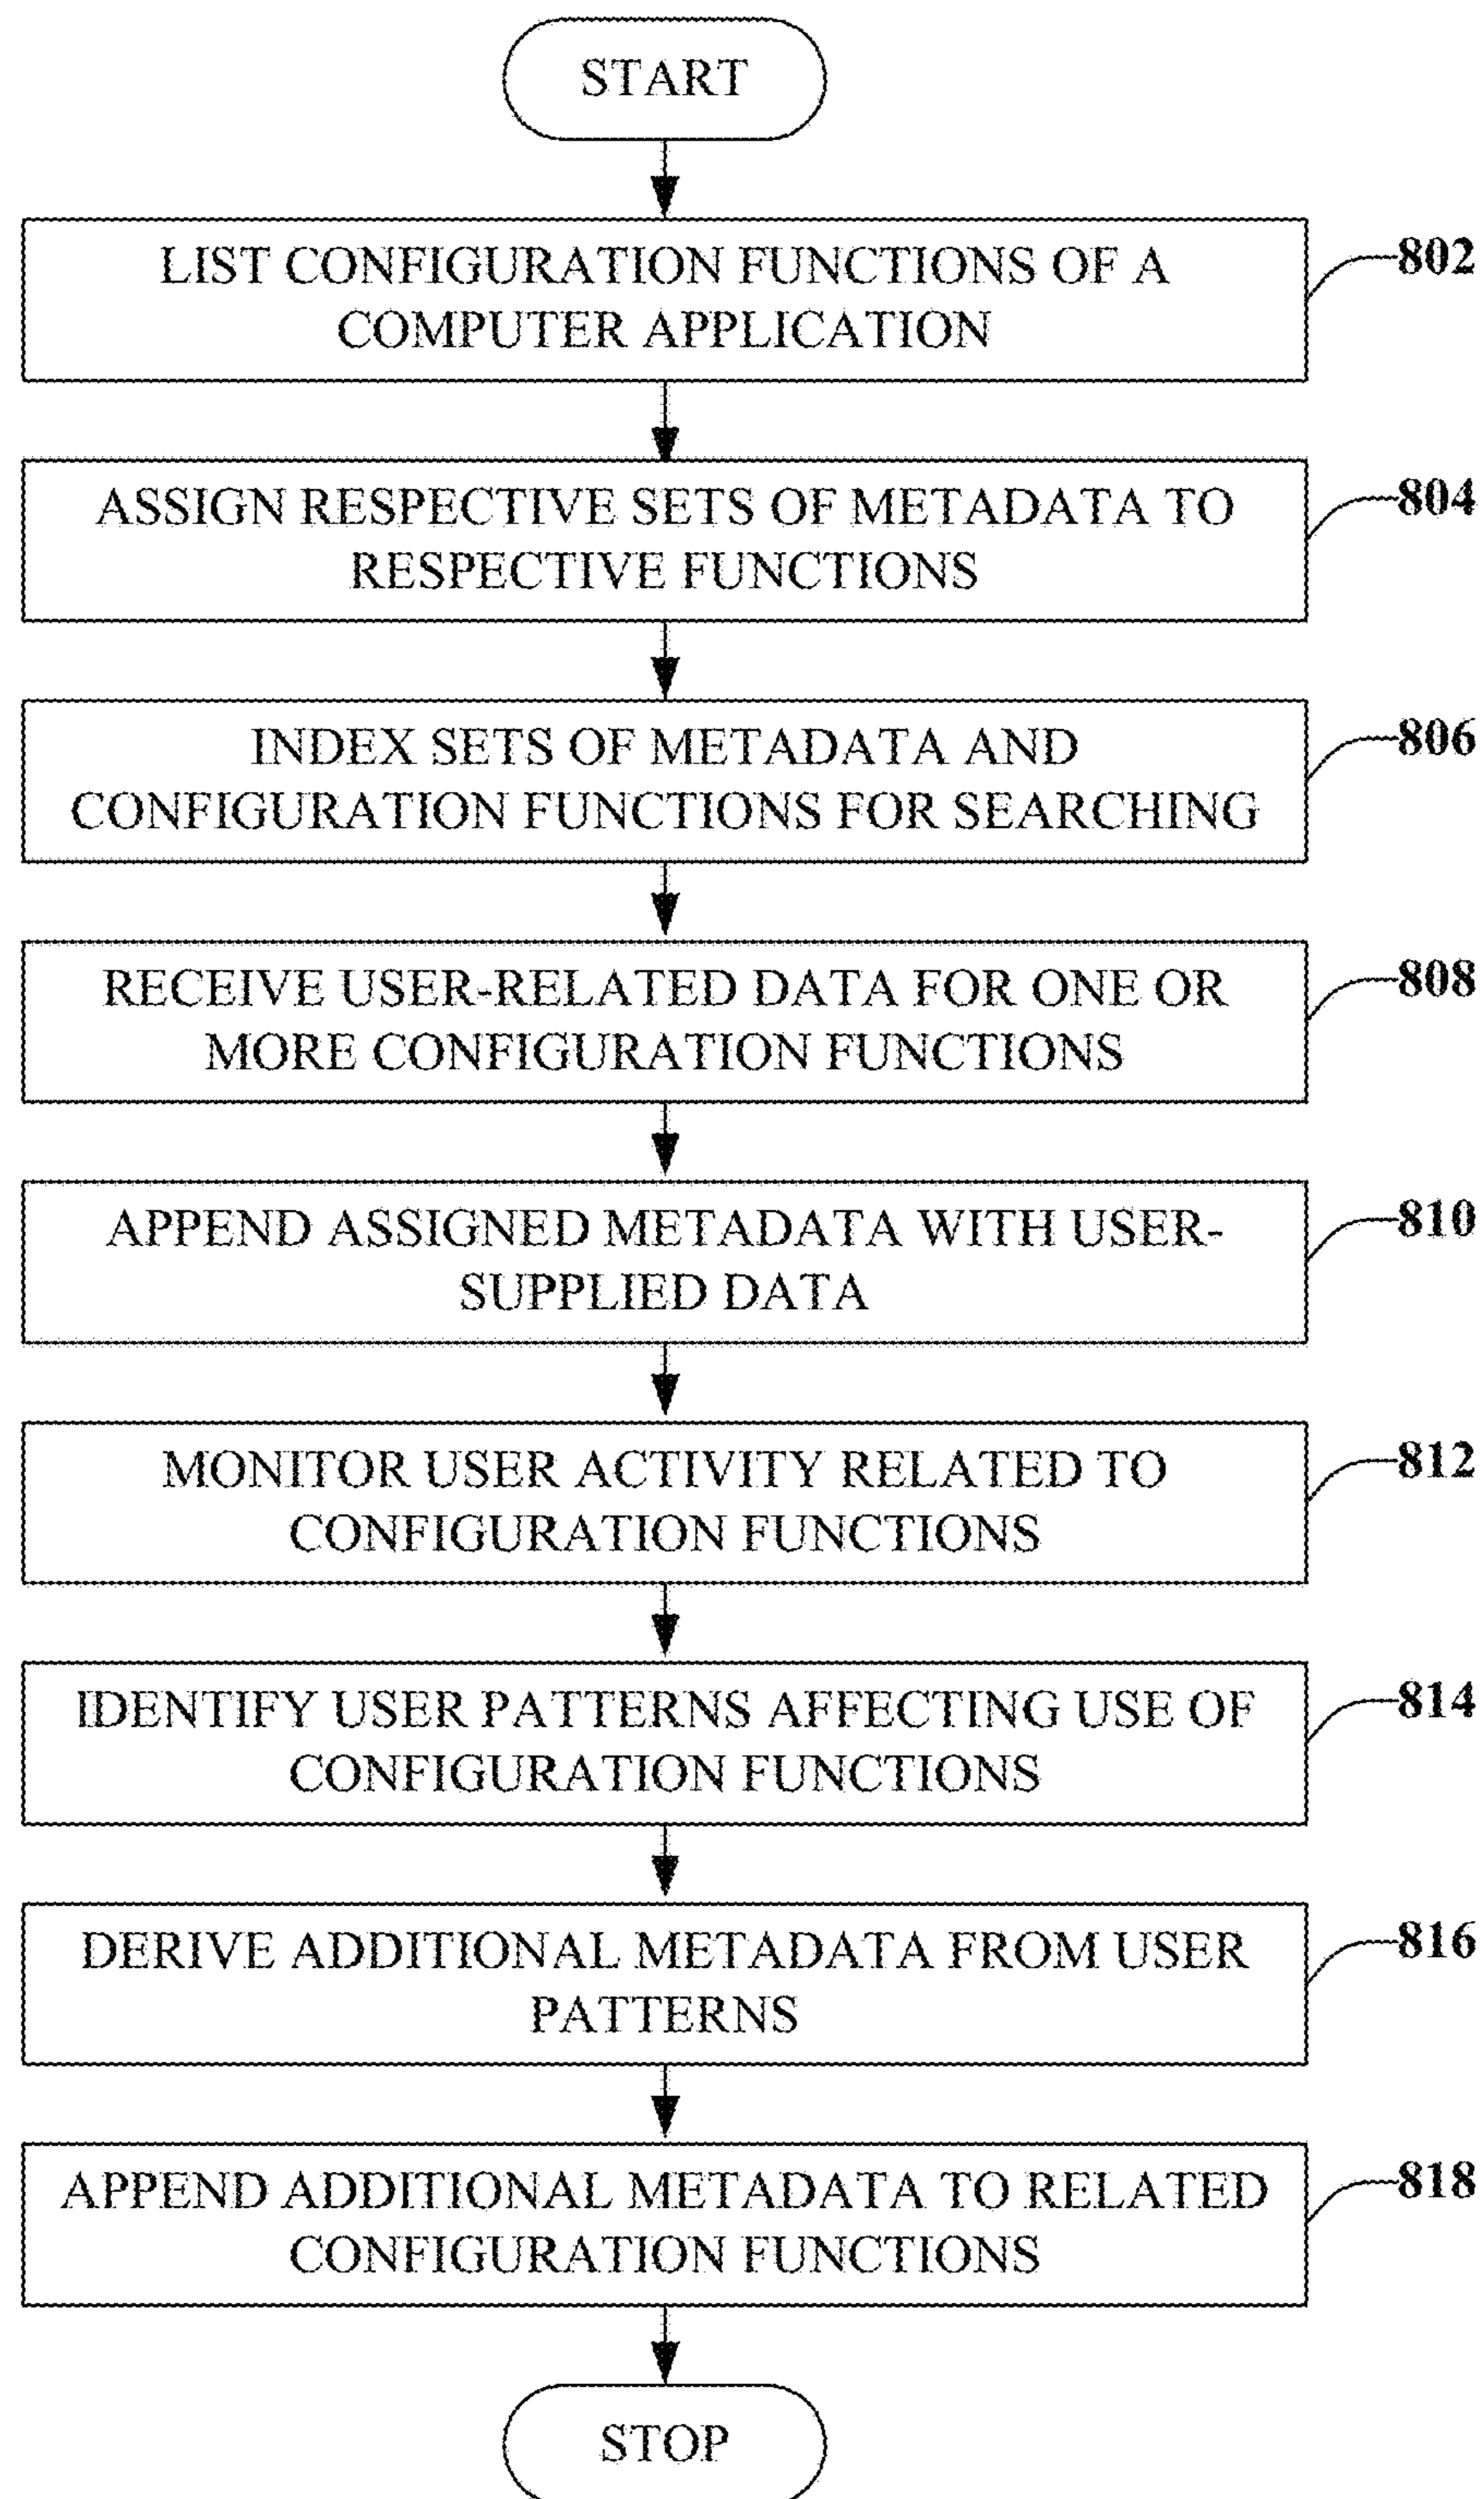 START
LIST CONFIGURATION FUNCTIONS OF A
COMPUTER APPLICATION
802
ASSIGN RESPECTIVE SETS OF METADATA TO
RESPECTIVE FUNCTIONS
804
INDEX SETS OF METADATA AND
CONFIGURATION FUNCTIONS FOR SEARCHING
806
RECEIVE USER-RELATED DATA FOR ONE OR
MORE CONFIGURATION FUNCTIONS
808
APPEND ASSIGNED METADATA WITH USER-
SUPPLIED DATA
810
MONITOR USER ACTIVITY RELATED TO
CONFIGURATION FUNCTIONS
812
IDENTIFY USER PATTERNS AFFECTING USE OF
CONFIGURATION FUNCTIONS
814
DERIVE ADDITIONAL METADATA FROM USER
PATTERNS
816
APPEND ADDITIONAL METADATA TO RELATED
CONFIGURATION FUNCTIONS
818
STOP